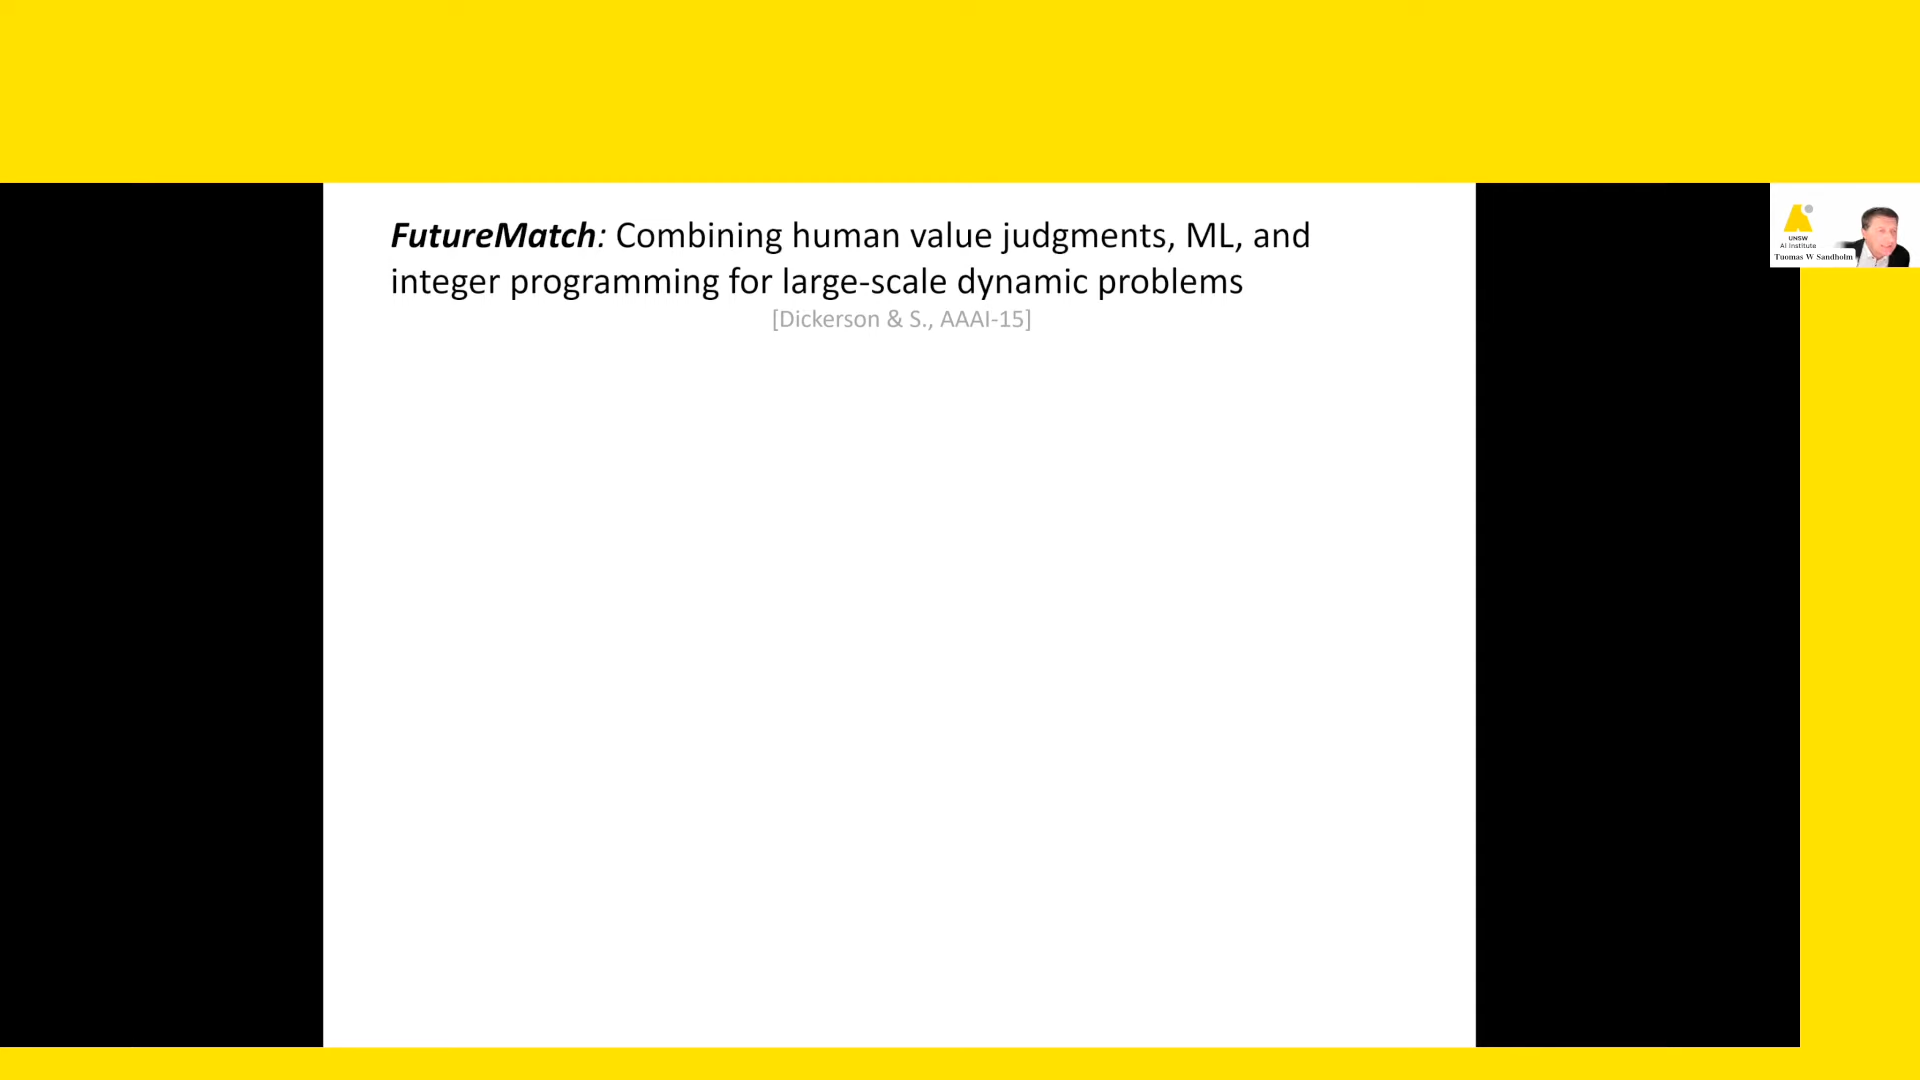 FutureMatch: Combining human value judgments, ML, and
integer programming for large-scale dynamic problems
[Dickerson & S., AAAI-15]
UNSW
AI Institute
Tuomas W Sandholm